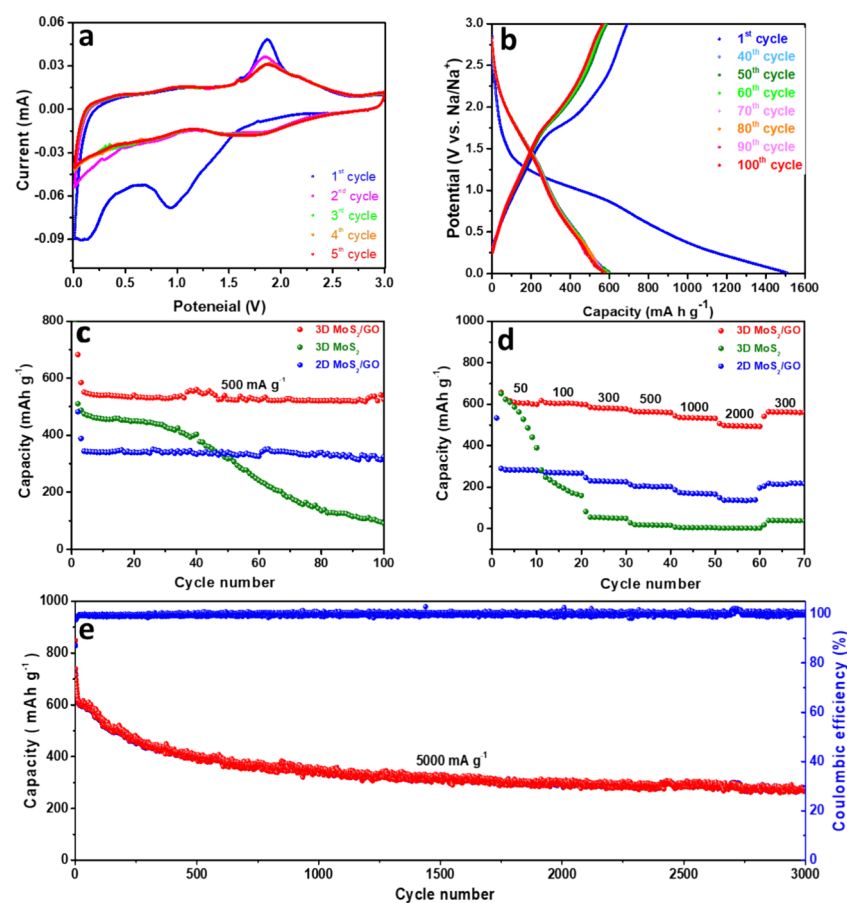 a
Current (mA)
0.06
0.03
0.00
-0.03
-0.06
-0.09
0.0 0.5 1.0 1.5 2.0 2.5 3.0
Poteneial (V)
1st cycle
2nd cycle
3rc cycle
4th cycle
5th cycle
b
Potential (V vs. Na/Na+)
3.0
2.5
2.0
1.5
1.0
0.5
0.0
0 200 400 600 800 1000 1200 1400 1600
Capacity (mA h g-1)
1st cycle
40th cycle
50th cycle
60th cycle
70th cycle
80th cycle
90th cycle
100th cycle
c
Capacity (mAh g-1)
800
600
400
200
0
0 20 40 60 80 100
Cycle number
3D MoS2/GO
3D MoS2
2D MoS2/GO
500 mA g-1
d
Capacity (mAh g-1)
1000
800
600
400
200
0
0 10 20 30 40 50 60 70
Cycle number
3D MoS2/GO
3D MoS2
2D MoS2/GO
50 100 300 500 1000 2000 300
e
Capacity ( mAh g-1)
1000
800
600
400
200
0
0 500 1000 1500 2000 2500 3000
Cycle number
5000 mA g-1
100
80
60
40
20
0
Coulombic efficiency (%)